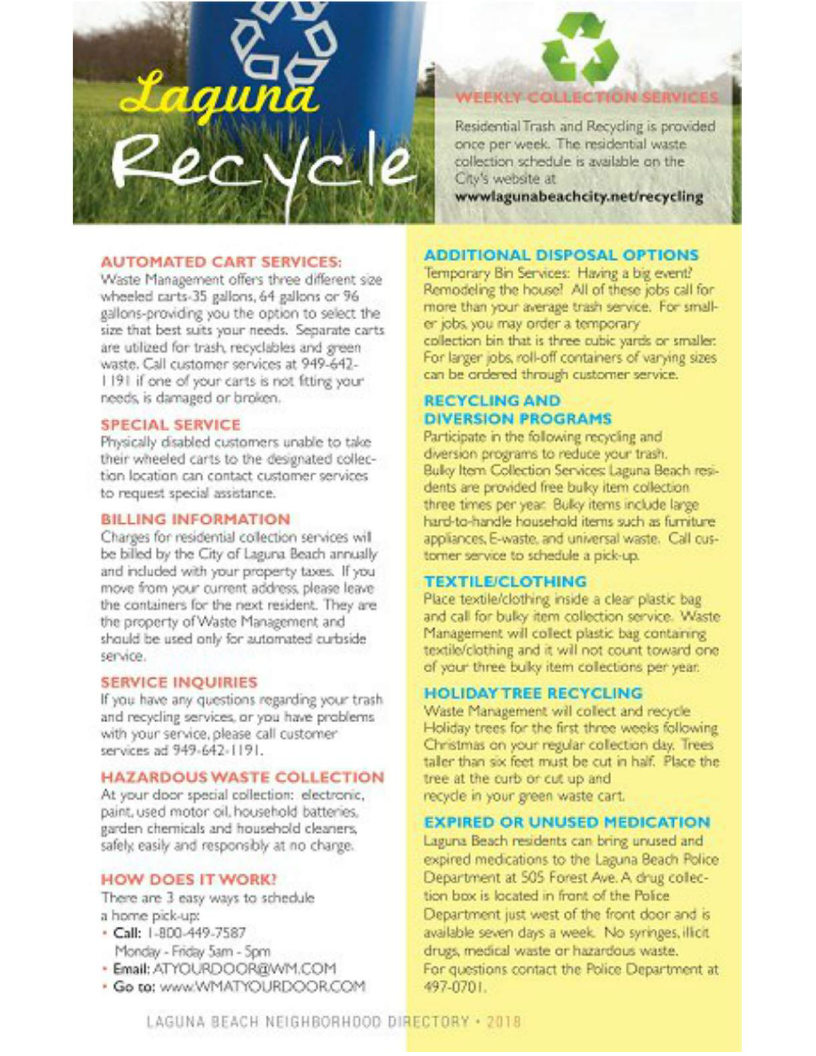 Laguna
Recycle
WEEKLY COLLECTION SERVICES
Residential Trash and Recycling is provided
once per week. The residential waste
collection schedule is available on the
City's website at
wwwlagunabeachcity.net/recycling
AUTOMATED CART SERVICES:
Waste Management offers three different size
wheeled carts-35 gallons, 64 gallons or 96
gallons-providing you the option to select the
size that best suits your needs. Separate carts
are utilized for trash, recyclables and green
waste. Call customer services at 949-642-
1191 if one of your carts is not fitting your
needs, is damaged or broken.
SPECIAL SERVICE
Physically disabled customers unable to take
their wheeled carts to the designated collec-
tion location can contact customer services
to request special assistance.
BILLING INFORMATION
Charges for residential collection services will
be billed by the City of Laguna Beach annually
and included with your property taxes. If you
move from your current address, please leave
the containers for the next resident. They are
the property of Waste Management and
should be used only for automated curbside
service.
SERVICE INQUIRIES
If you have any questions regarding your trash
and recycling services, or you have problems
with your service, please call customer
services ad 949-642-1191.
HAZARDOUS WASTE COLLECTION
At your door special collection: electronic,
paint, used motor oil, household batteries,
garden chemicals and household cleaners,
safely, easily and responsibly at no charge.
HOW DOES IT WORK?
There are 3 easy ways to schedule
a home pick-up:
• Call: 1-800-449-7587
Monday - Friday 5am - 5pm
• Email: ATYOURDOOR@WM.COM
• Go to: www.WMATYOURDOOR.COM
ADDITIONAL DISPOSAL OPTIONS
Temporary Bin Services: Having a big event?
Remodeling the house? All of these jobs call for
more than your average trash service. For small-
er jobs, you may order a temporary
collection bin that is three cubic yards or smaller.
For larger jobs, roll-off containers of varying sizes
can be ordered through customer service.
RECYCLING AND
DIVERSION PROGRAMS
Participate in the following recycling and
diversion programs to reduce your trash.
Bulky Item Collection Services: Laguna Beach resi-
dents are provided free bulky item collection
three times per year. Bulky items include large
hard-to-handle household items such as furniture
appliances, E-waste, and universal waste. Call cus-
tomer service to schedule a pick-up.
TEXTILE/CLOTHING
Place textile/clothing inside a clear plastic bag
and call for bulky item collection service. Waste
Management will collect plastic bag containing
textile/clothing and it will not count toward one
of your three bulky item collections per year.
HOLIDAY TREE RECYCLING
Waste Management will collect and recycle
Holiday trees for the first three weeks following
Christmas on your regular collection day. Trees
taller than six feet must be cut in half. Place the
tree at the curb or cut up and
recycle in your green waste cart.
EXPIRED OR UNUSED MEDICATION
Laguna Beach residents can bring unused and
expired medications to the Laguna Beach Police
Department at 505 Forest Ave. A drug collec-
tion box is located in front of the Police
Department just west of the front door and is
available seven days a week. No syringes, illicit
drugs, medical waste or hazardous waste.
For questions contact the Police Department at
497-0701.
LAGUNA BEACH NEIGHBORHOOD DIRECTORY • 2018